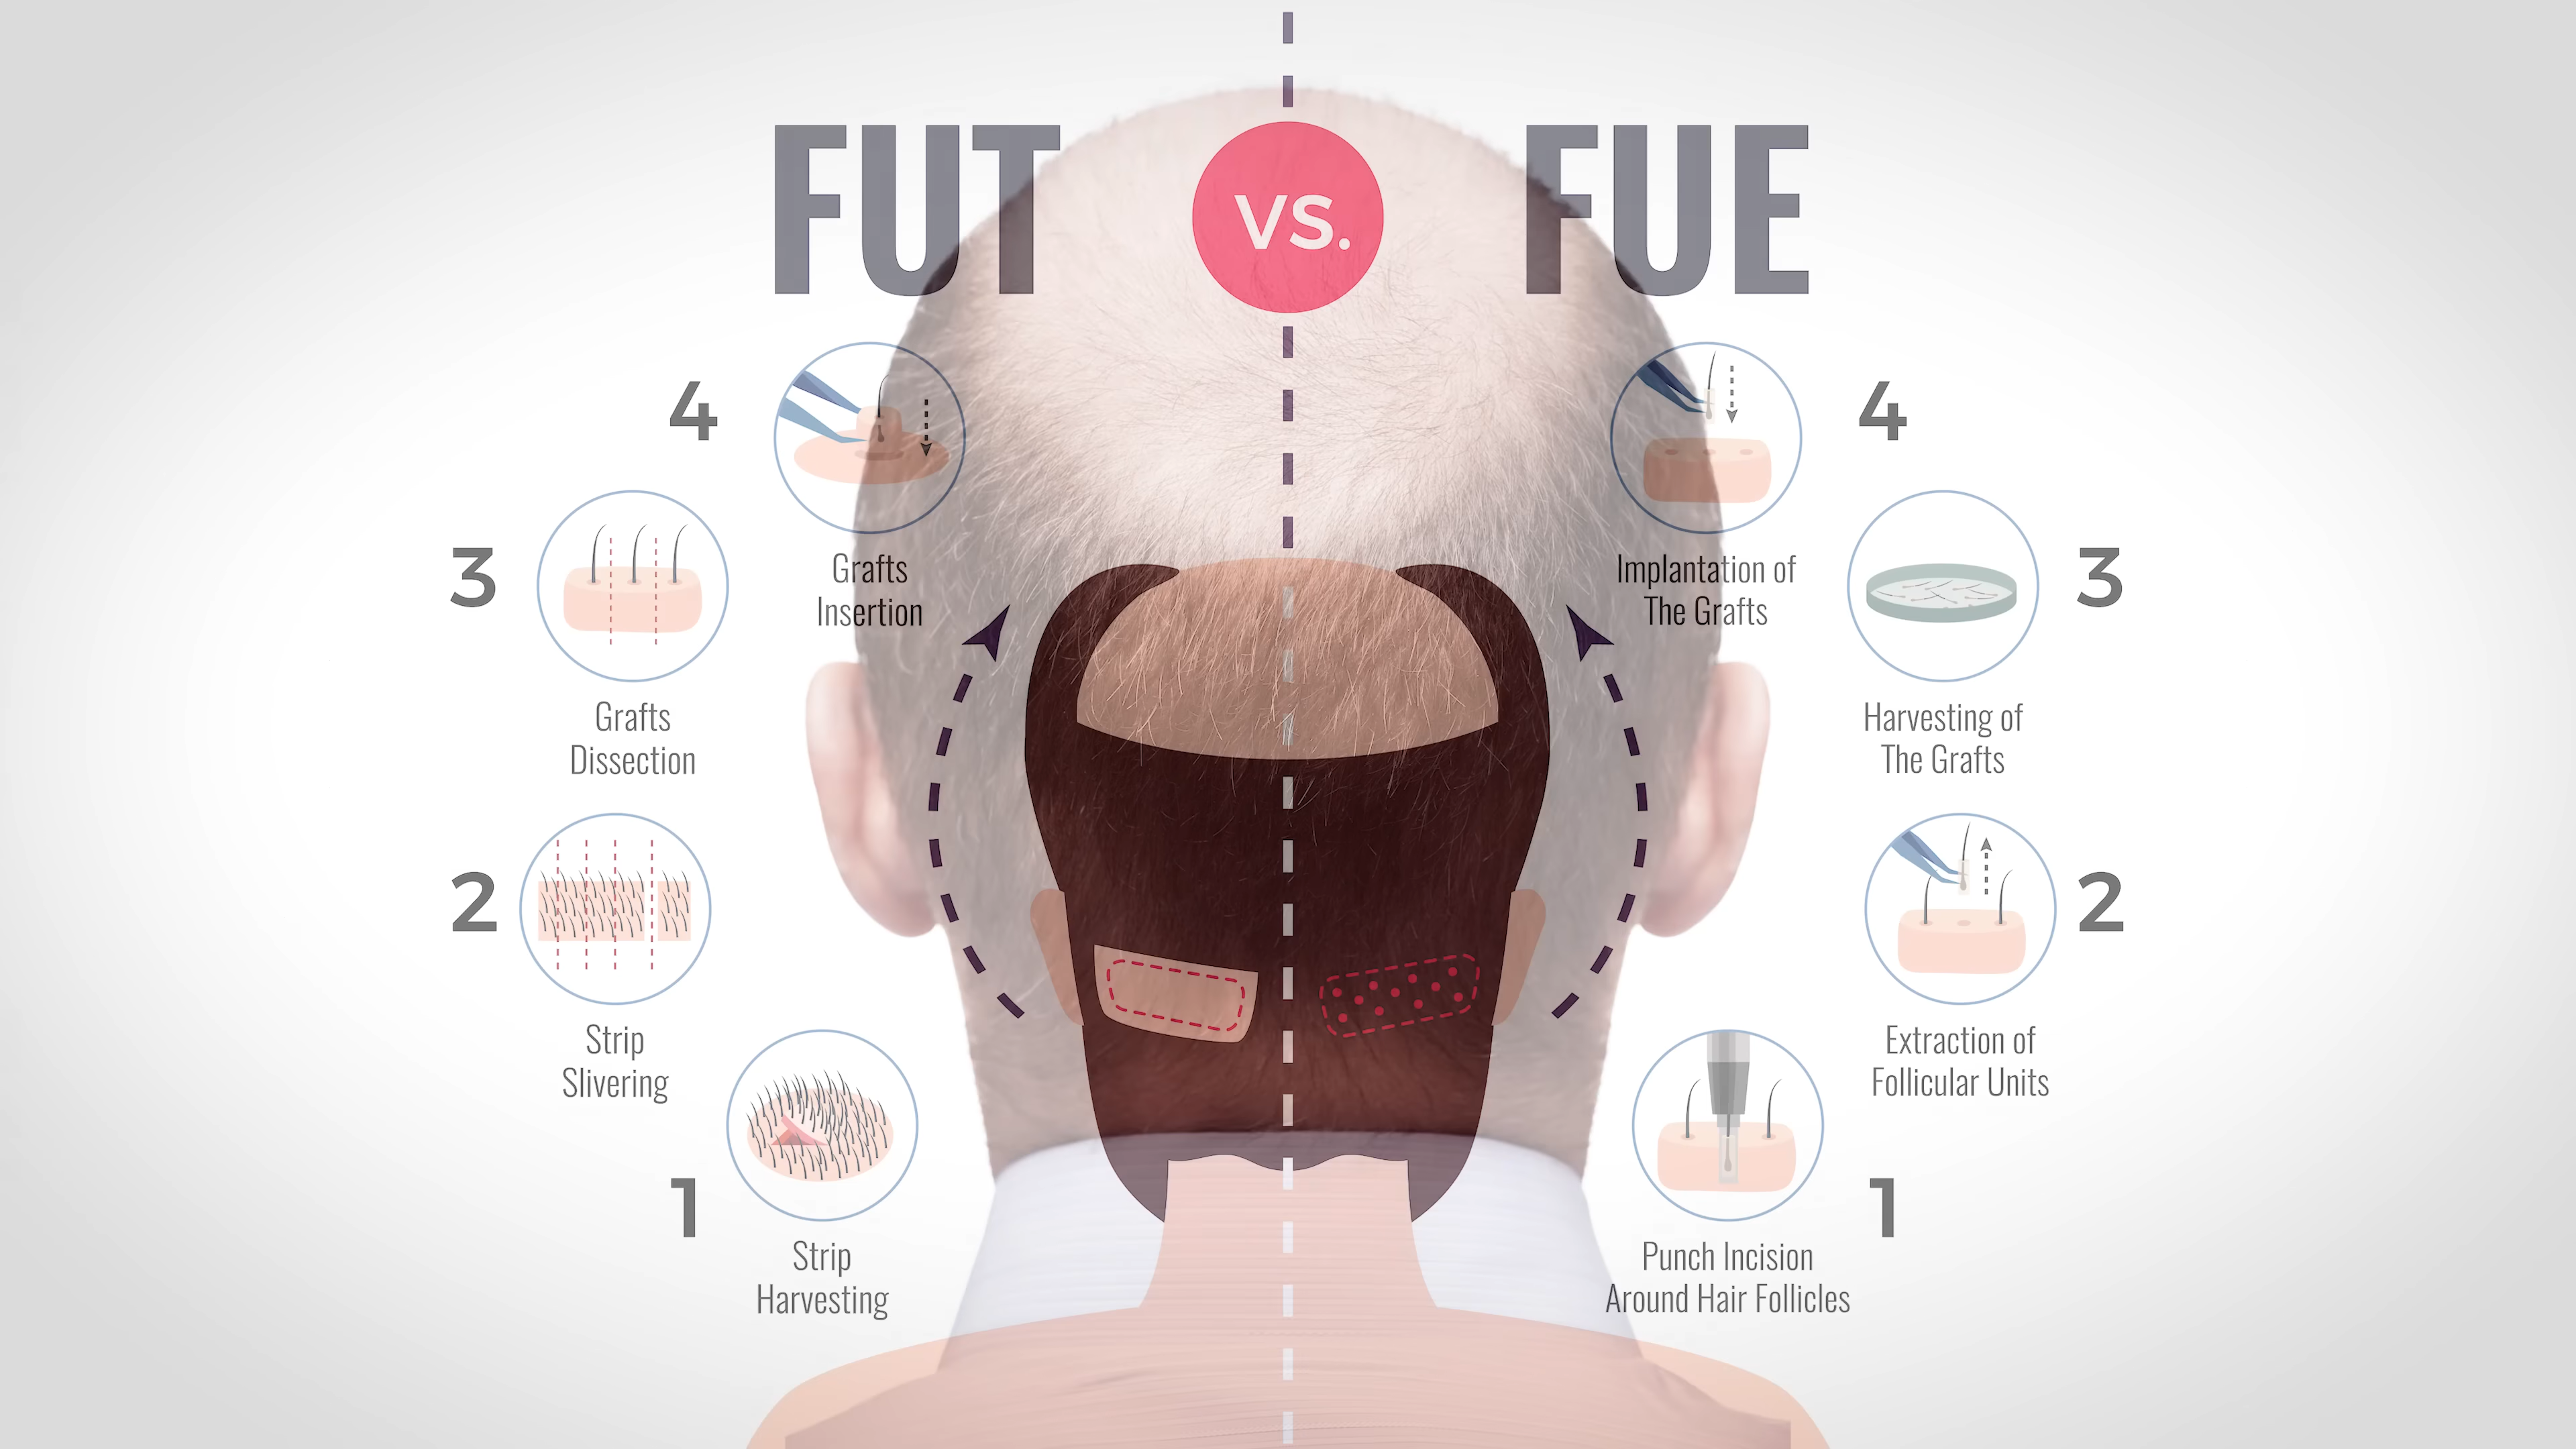 FUT VS. FUE
4
Grafts
Insertion
3
Grafts
Dissection
2
Strip
Slivering
1
Strip
Harvesting
4
Implantation of
The Grafts
3
Harvesting of
The Grafts
2
Extraction of
Follicular Units
1
Punch Incision
Around Hair Follicles